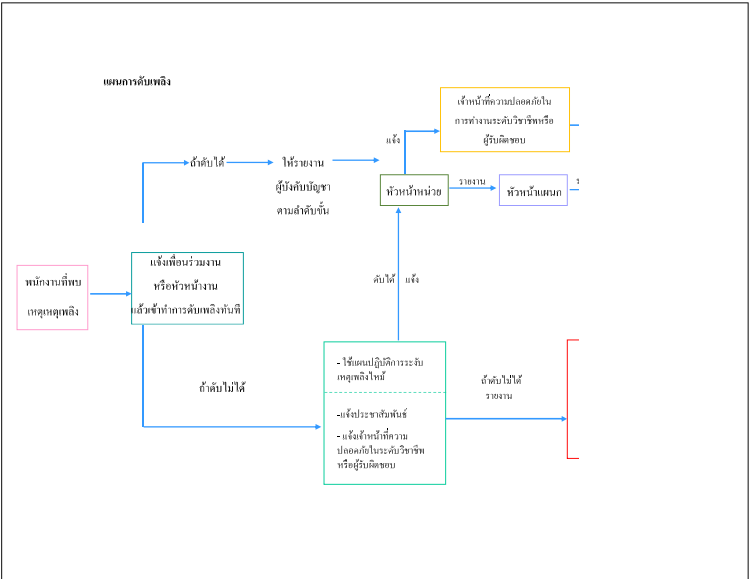 แผนการดับเพลิง
เจ้าหน้าที่ความปลอดภัยใน
การทำงานระดับวิชาชีพหรือ
ผู้รับผิดชอบ
แจ้ง
ถ้าดับได้
ให้รายงาน
ผู้บังคับบัญชา
ตามลำดับขั้น
หัวหน้าหน่วย
รายงาน
หัวหน้าแผนก
พนักงานที่พบ
เหตุเหตุเพลิง
แจ้งเพื่อนร่วมงาน
หรือหัวหน้างาน
แล้วเข้าทำการดับเพลิงทันที
ดับได้ แจ้ง
ถ้าดับไม่ได้
- ใช้แผนปฏิบัติการระงับ
เหตุเพลิงไหม้
-แจ้งประชาสัมพันธ์
- แจ้งเจ้าหน้าที่ความ
ปลอดภัยในระดับวิชาชีพ
หรือผู้รับผิดชอบ
ถ้าดับไม่ได้
รายงาน